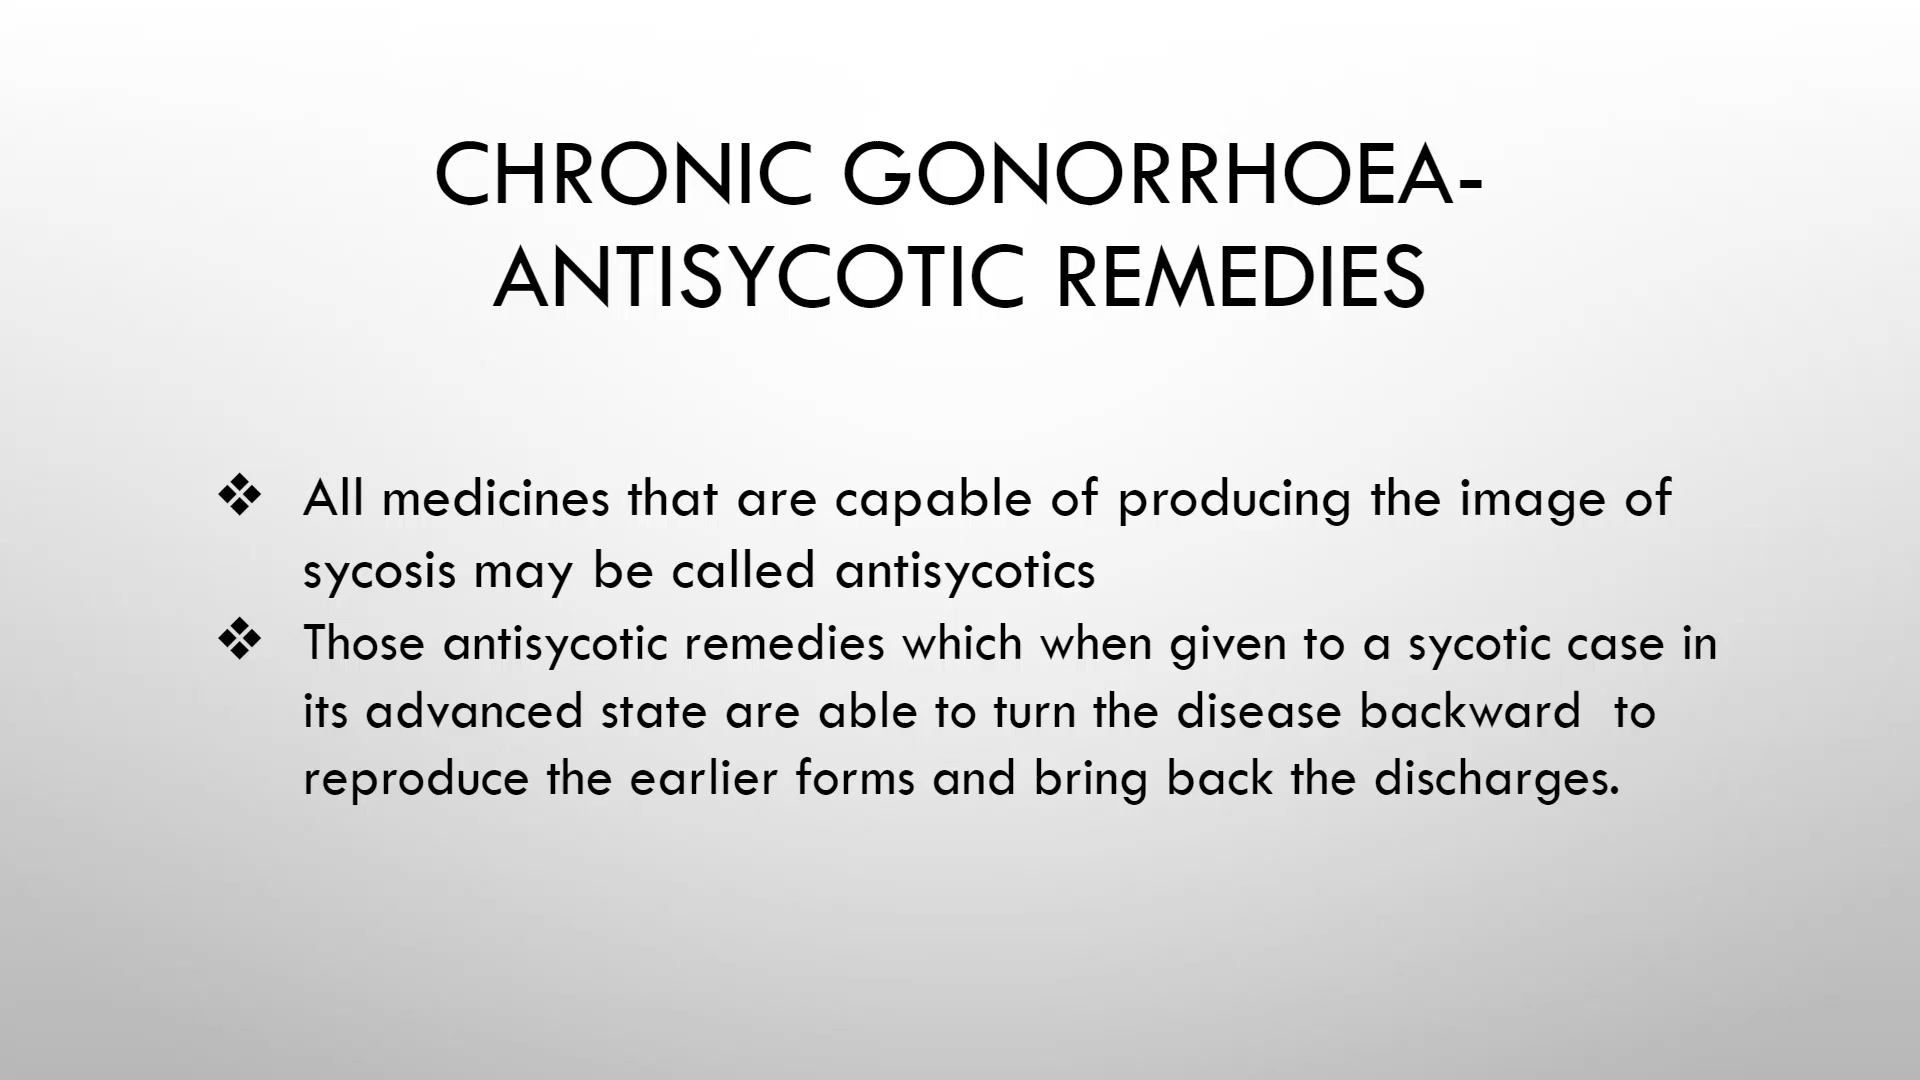 CHRONIC GONORRHOEA-
ANTISYCOTIC REMEDIES
❖ All medicines that are capable of producing the image of
sycosis may be called antisycotics
❖ Those antisycotic remedies which when given to a sycotic case in
its advanced state are able to turn the disease backward  to
reproduce the earlier forms and bring back the discharges.